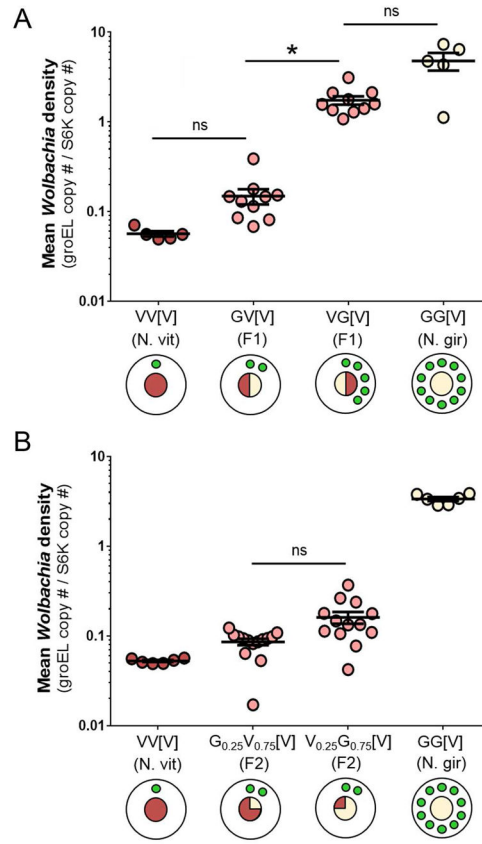 A
Mean Wolbachia density
(groEL copy # / S6K copy #)
10
1
0.1
0.01
ns
*
ns
VV[V]
(N. vit)
GV[V]
(F1)
VG[V]
(F1)
GG[V]
(N. gir)
B
Mean Wolbachia density
(groEL copy # / S6K copy #)
10
1
0.1
0.01
ns
VV[V]
(N. vit)
G0.25V0.75[V]
(F2)
V0.25G0.75[V]
(F2)
GG[V]
(N. gir)